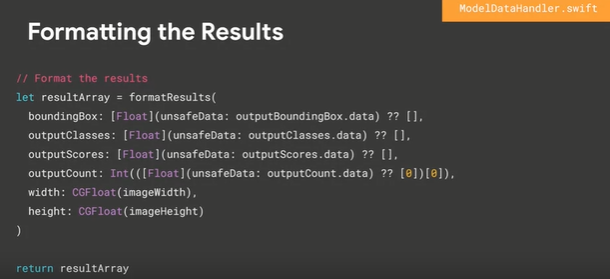 ModelDataHandler.swift
Formatting the Results
// Format the results
let resultArray = formatResults(
boundingBox: [Float](unsafeData: outputBoundingBox.data) ?? [],
outputClasses: [Float](unsafeData: outputClasses.data) ?? [],
outputScores: [Float](unsafeData: outputScores.data) ?? [],
outputCount: Int(([Float](unsafeData: outputCount.data) ?? [0])[0]),
width: CGFloat(imageWidth),
height: CGFloat(imageHeight)
)
return resultArray